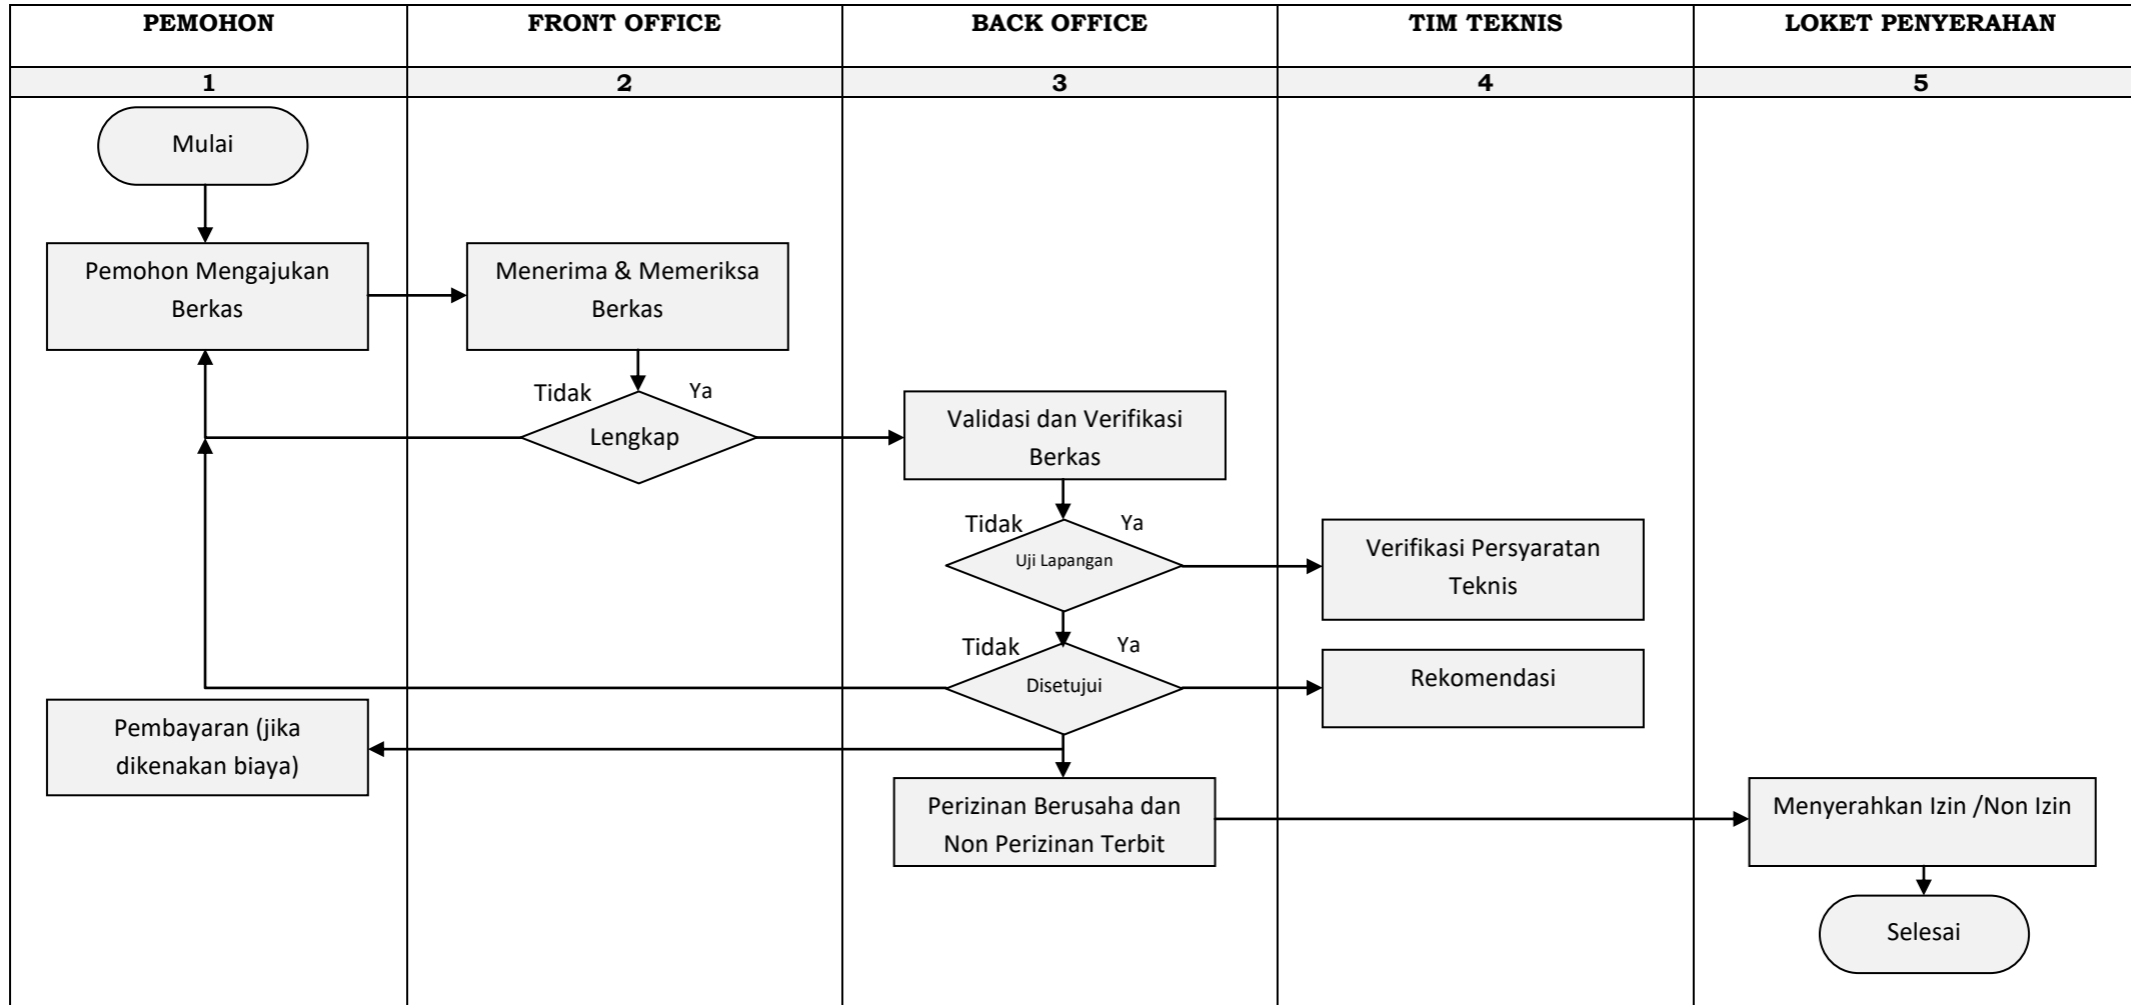 PEMOHON
FRONT OFFICE
BACK OFFICE
TIM TEKNIS
LOKET PENYERAHAN
1
2
3
4
5
Mulai
Pemohon Mengajukan
Berkas
Menerima & Memeriksa
Berkas
Tidak
Ya
Lengkap
Validasi dan Verifikasi
Berkas
Tidak
Ya
Uji Lapangan
Verifikasi Persyaratan
Teknis
Tidak
Ya
Disetujui
Rekomendasi
Pembayaran (jika
dikenakan biaya)
Perizinan Berusaha dan
Non Perizinan Terbit
Menyerahkan Izin /Non Izin
Selesai